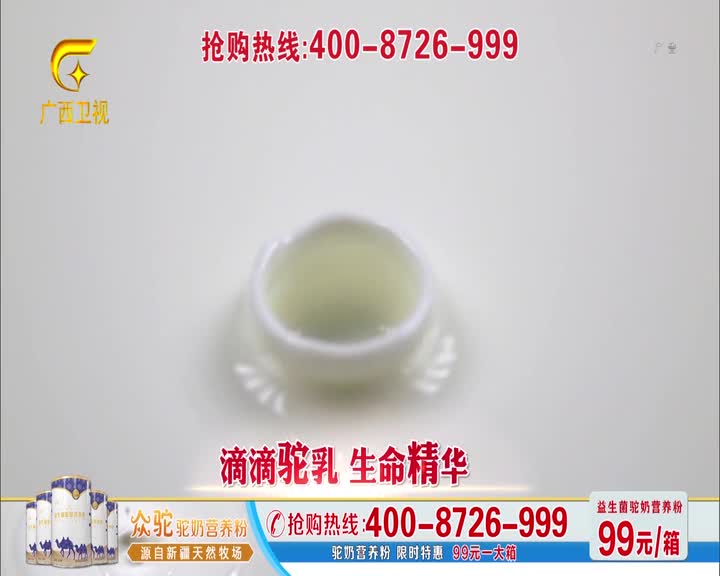 抢购热线:400-8726-999
广告
广西卫视
滴滴驼乳 生命精华
众驼 驼奶营养粉
源自新疆天然牧场
抢购热线:400-8726-999
驼奶营养粉 限时特惠 99元一大箱
益生菌驼奶营养粉
99元/箱